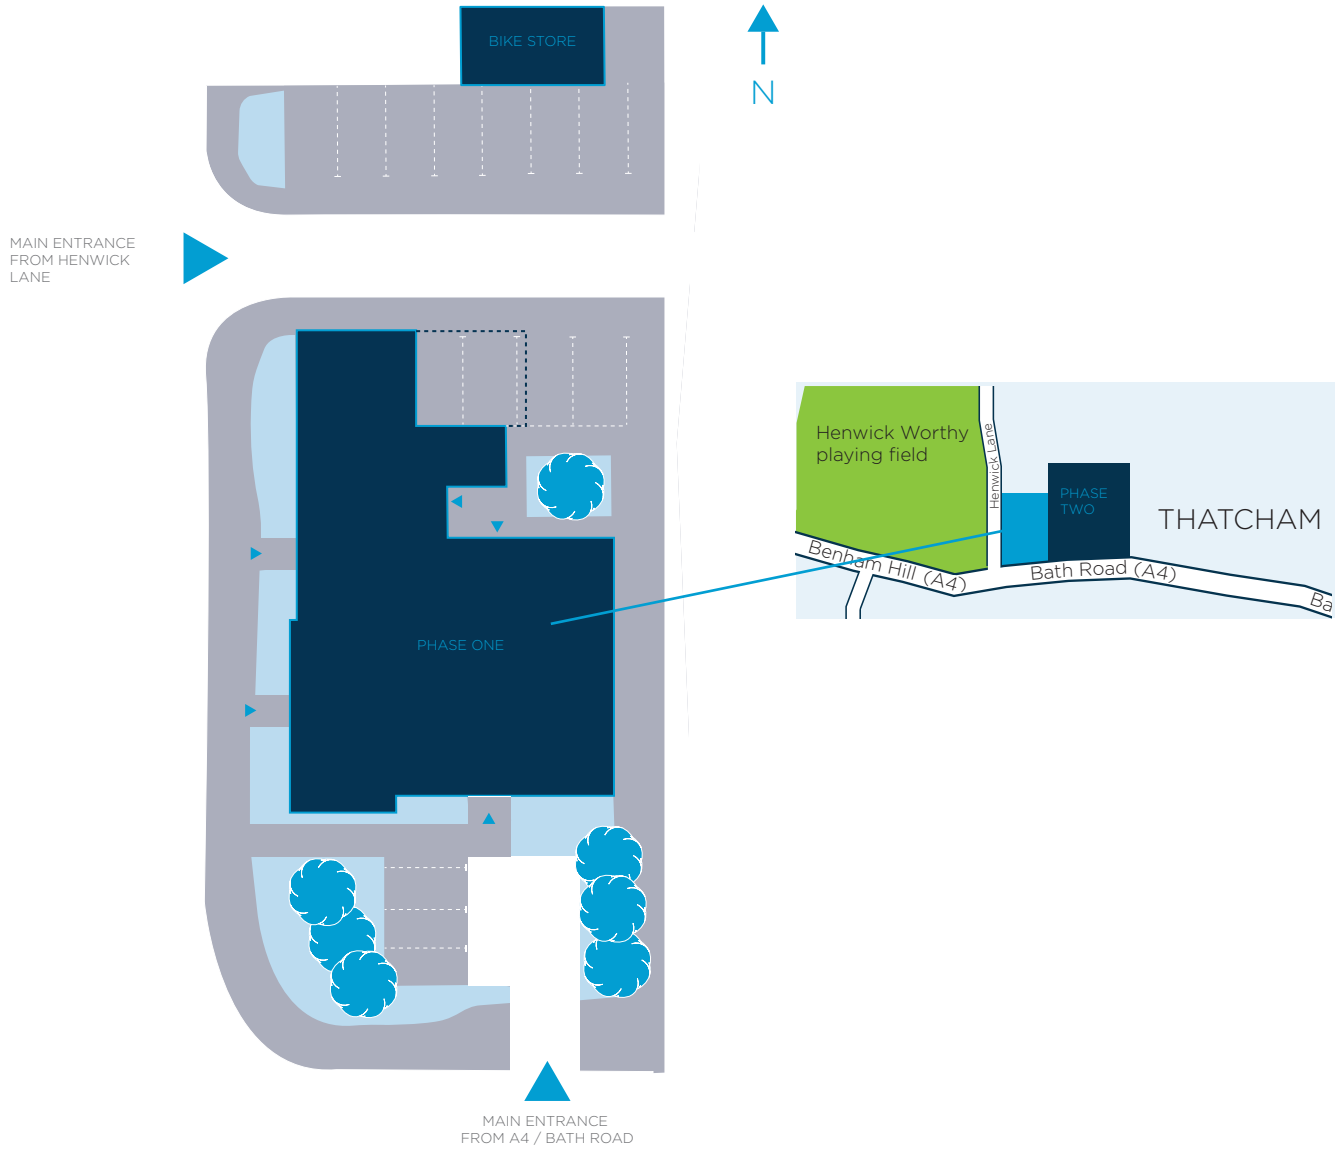 BIKE STORE
N
MAIN ENTRANCE
FROM HENWICK
LANE
Henwick Worthy
playing field
Henwick Lane
PHASE
TWO
THATCHAM
Benham Hill (A4)
Bath Road (A4)
Ba
PHASE ONE
MAIN ENTRANCE
FROM A4 / BATH ROAD